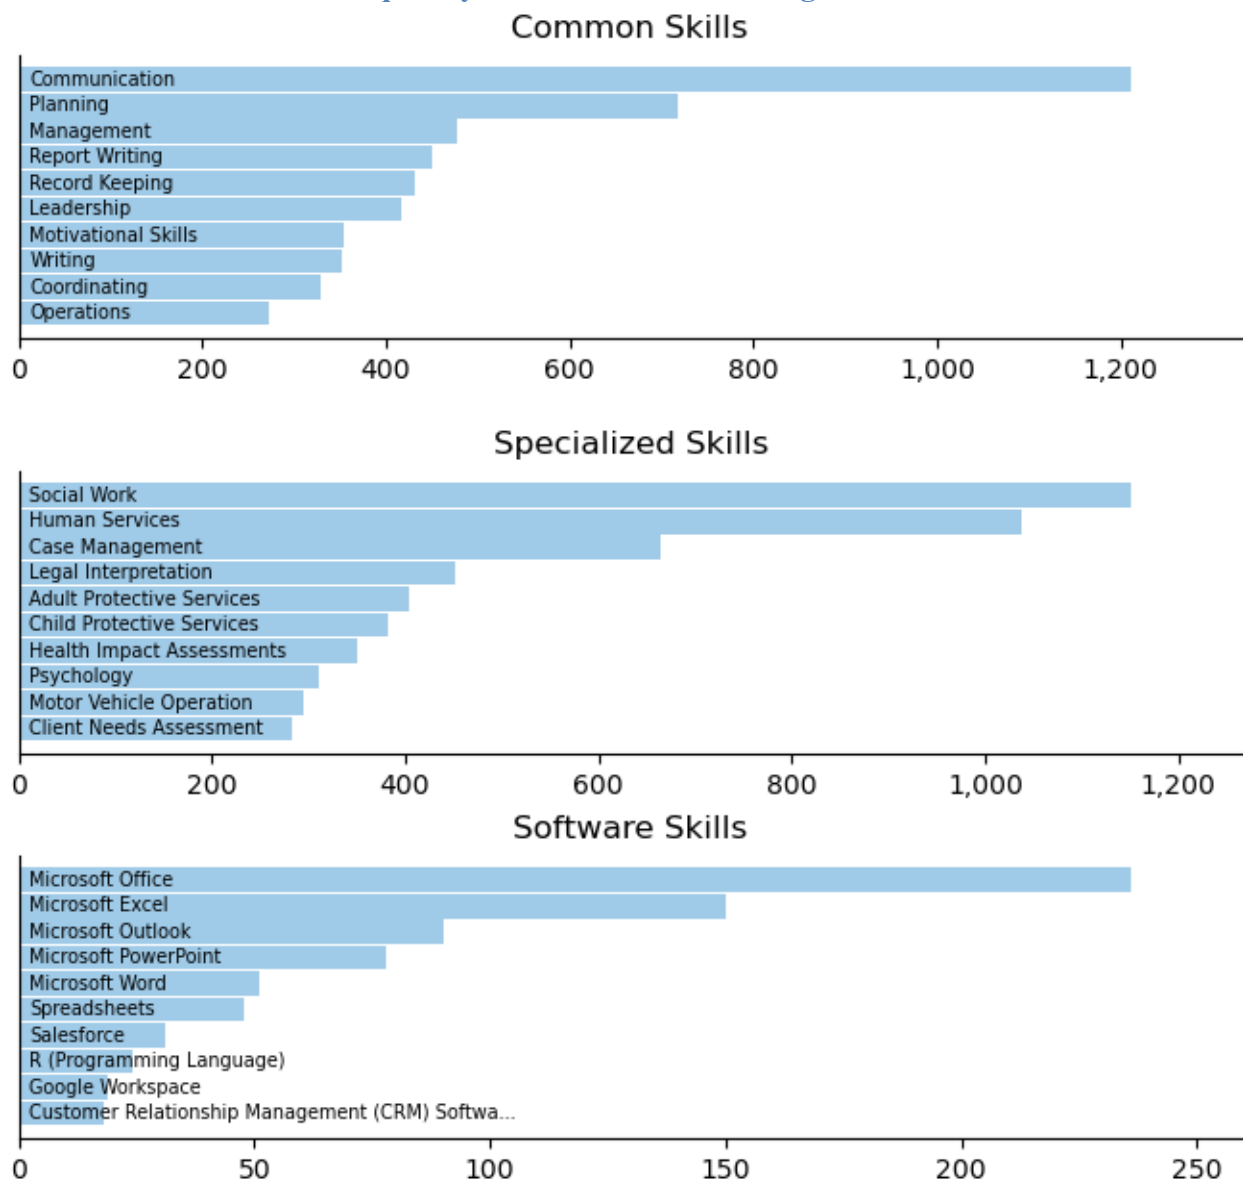 Common Skills
Communication
Planning
Management
Report Writing
Record Keeping
Leadership
Motivational Skills
Writing
Coordinating
Operations
0 200 400 600 800 1,000 1,200
Specialized Skills
Social Work
Human Services
Case Management
Legal Interpretation
Adult Protective Services
Child Protective Services
Health Impact Assessments
Psychology
Motor Vehicle Operation
Client Needs Assessment
0 200 400 600 800 1,000 1,200
Software Skills
Microsoft Office
Microsoft Excel
Microsoft Outlook
Microsoft PowerPoint
Microsoft Word
Spreadsheets
Salesforce
R (Programming Language)
Google Workspace
Customer Relationship Management (CRM) Softwa...
0 50 100 150 200 250